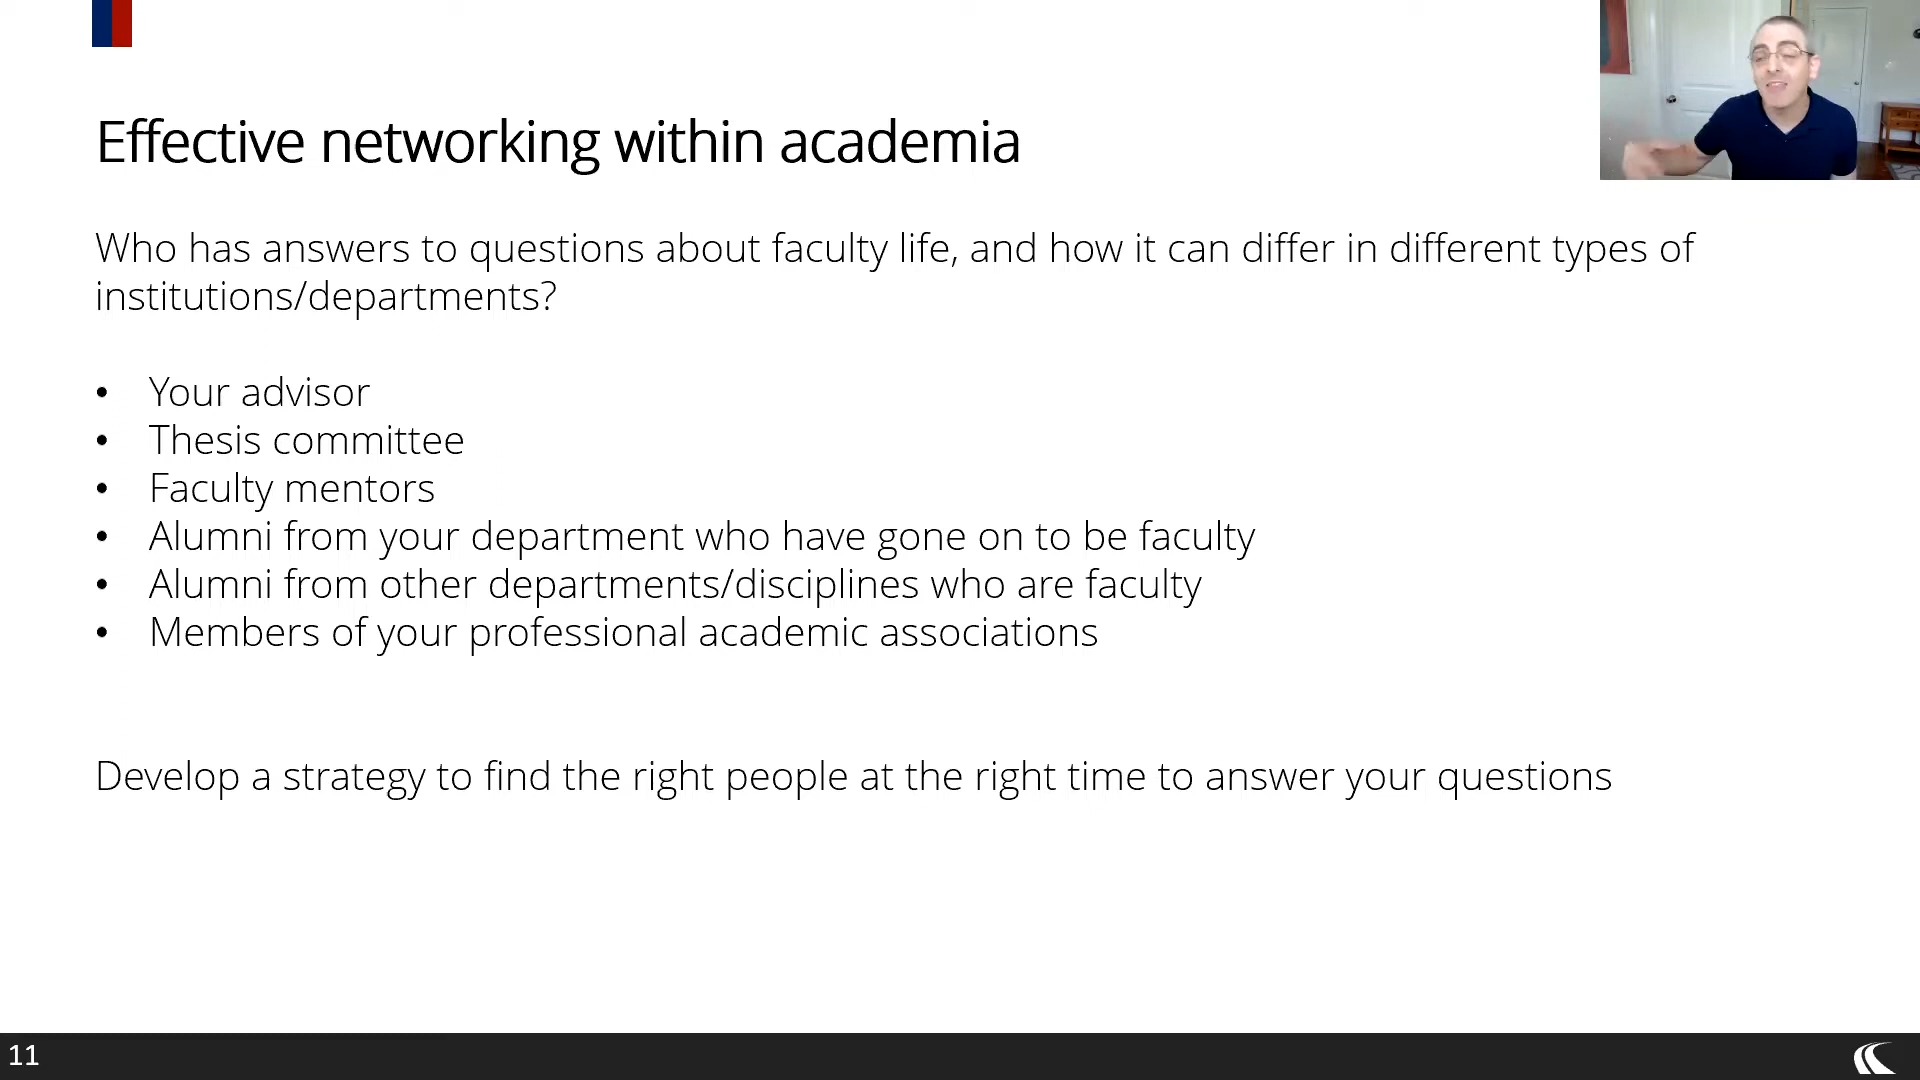 Effective networking within academia
Who has answers to questions about faculty life, and how it can differ in different types of
institutions/departments?
• Your advisor
• Thesis committee
• Faculty mentors
• Alumni from your department who have gone on to be faculty
• Alumni from other departments/disciplines who are faculty
• Members of your professional academic associations
Develop a strategy to find the right people at the right time to answer your questions
11